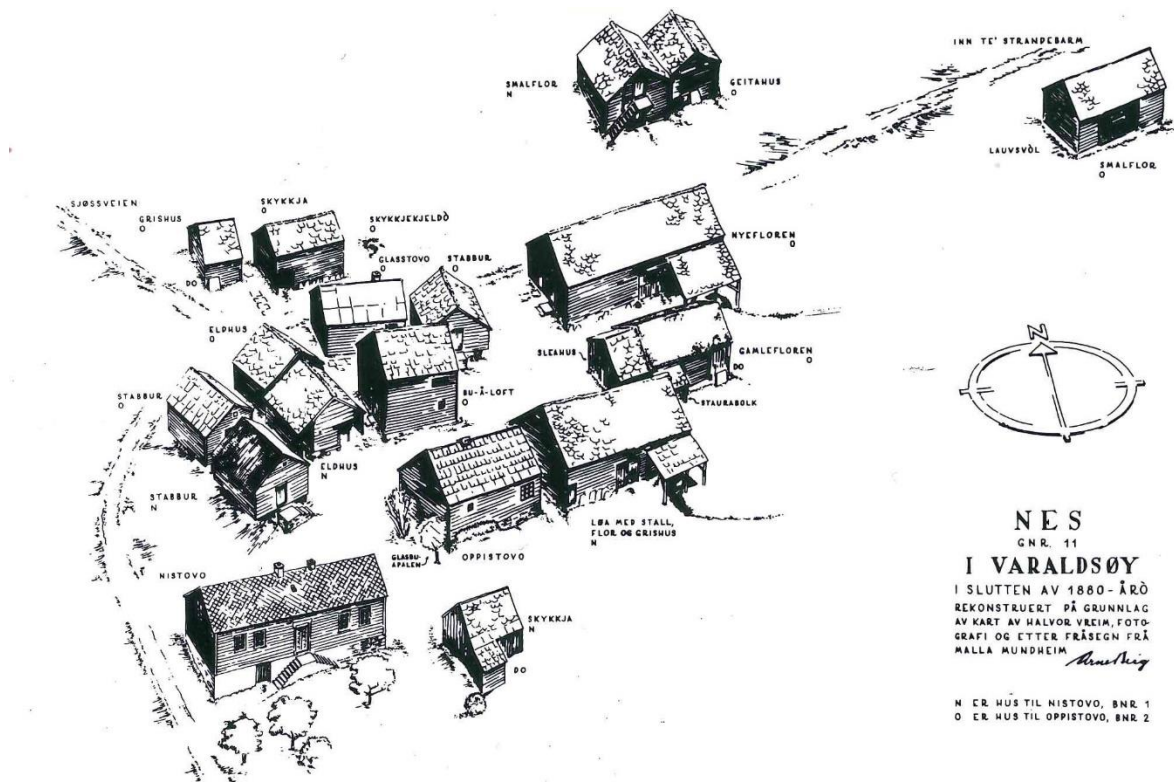 SMALFLOR
N
GEITAHUS
O
INN TE' STRANDEBARM
LAUVSVÒL
SMALFLOR
O
SJØSSVEIEN
GRISHUS
O
SKYKKJA
O
SKYKKJEKJELDÒ
O
DO
GLASSTOVO
O
STABBUR
O
NYEFLOREN
O
ELDHUS
O
SLEAHUS
GAMLEFLOREN
O
DO
STAURABOLK
STABBUR
O
BU-Å-LOFT
O
ELDHUS
N
STABBUR
N
LØA MED STALL,
FLOR OG GRISHUS
N
GLASBU-
APALEN
OPPISTOVO
NISTOVO
SKYKKJA
N
DO
N
NES
GNR. 11
I VARALDSØY
I SLUTTEN AV 1880-ÅRÒ
REKONSTRUERT PÅ GRUNNLAG
AV KART AV HALVOR VREIM, FOTO-
GRAFI OG ETTER FRÅSEGN FRÅ
MALLA MUNDHEIM
N ER HUS TIL NISTOVO, BNR 1
O ER HUS TIL OPPISTOVO, BNR 2